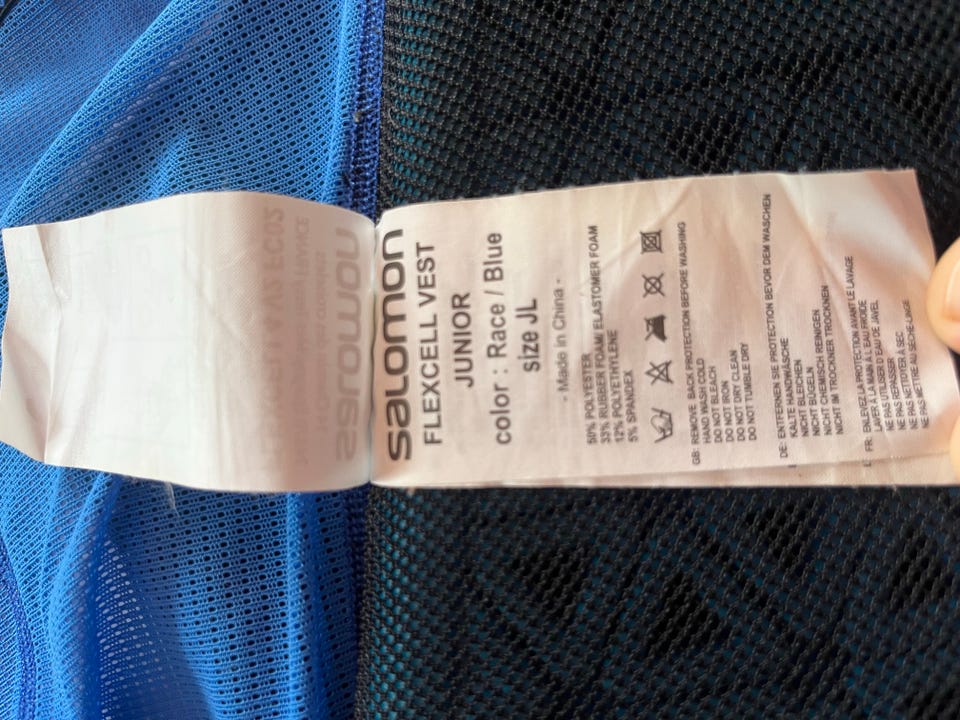 salomon
FLEXCELL VEST
JUNIOR
color : Race / Blue
size JL
- Made in China -
50% POLYESTER
33% RUBBER FOAM/ELASTOMER FOAM
12% POLYETHYLENE
5% SPANDEX
GB: REMOVE BACK PROTECTION BEFORE WASHING
HAND WASH COLD
DO NOT BLEACH
DO NOT IRON
DO NOT DRY CLEAN
DO NOT TUMBLE DRY
DE: ENTFERNEN SIE PROTECTION BEVOR DEM WASCHEN
KALTE HANDWÄSCHE
NICHT BLEICHEN
NICHT BÜGELN
NICHT CHEMISCH REINIGEN
NICHT IM TROCKNER TROCKNEN
FR: ENLEVEZ LA PROTECTION AVANT LE LAVAGE
LAVER À LA MAIN À L'EAU FROIDE
NE PAS UTILISER D'EAU DE JAVEL
NE PAS REPASSER
NE PAS NETTOYER À SEC
NE PAS METTRE AU SÈCHE-LINGE
salomon